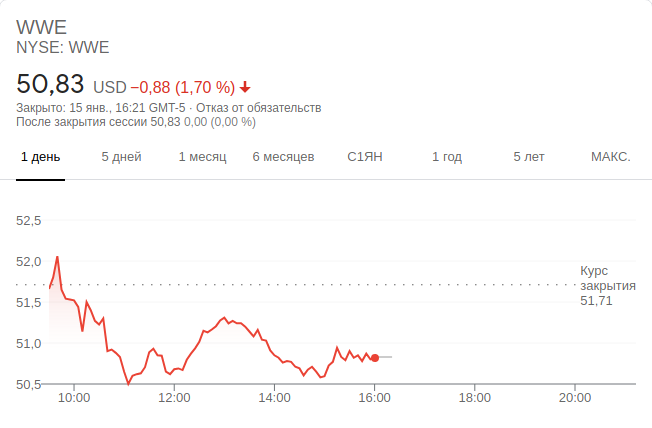 WWE
NYSE: WWE
50,83 USD −0,88 (1,70 %)
Закрыто: 15 янв., 16:21 GMT-5 · Отказ от обязательств
После закрытия сессии 50,83 0,00 (0,00 %)
1 день 5 дней 1 месяц 6 месяцев С1ЯН 1 год 5 лет МАКС.
52,5
52,0
Курс
закрытия
51,71
51,5
51,0
50,5
10:00 12:00 14:00 16:00 18:00 20:00